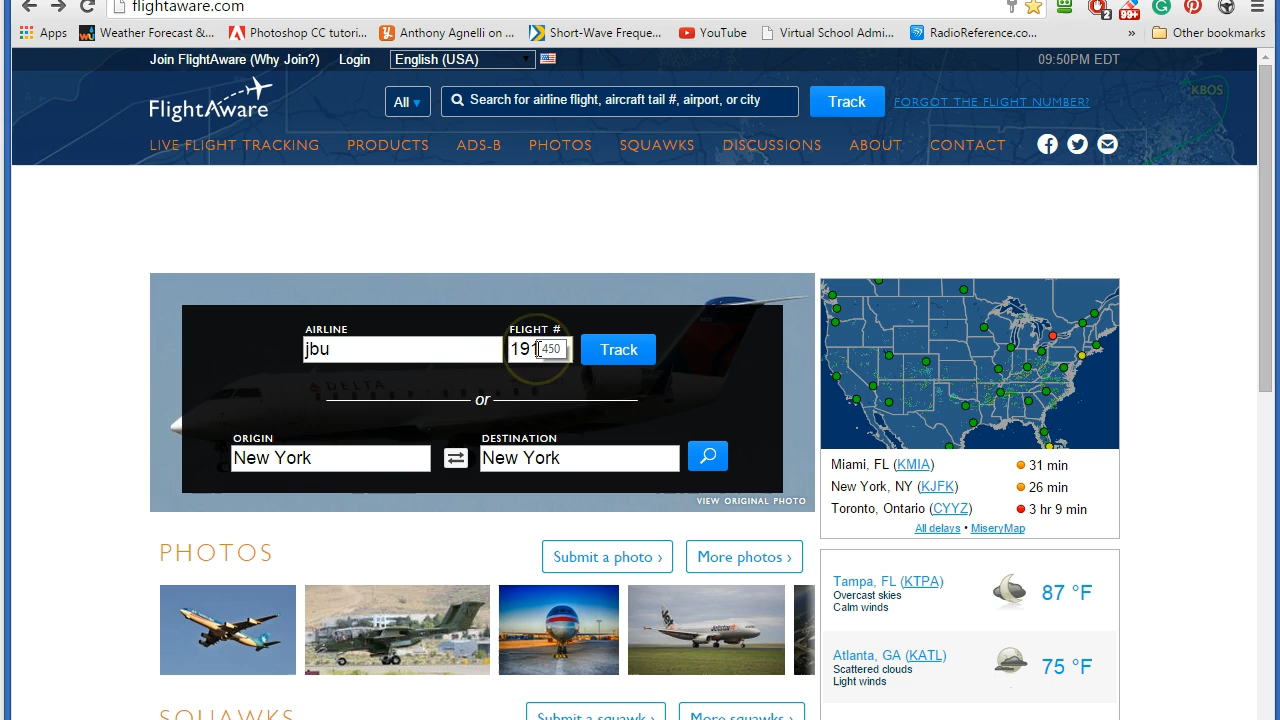 flightaware.com
2
99+
Apps
Weather Forecast &...
Photoshop CC tutori...
Anthony Agnelli on ...
Short-Wave Freque...
YouTube
Virtual School Admi...
RadioReference.co...
»
Other bookmarks
Join FlightAware (Why Join?)
Login
English (USA)
09:50PM EDT
FlightAware
All
Search for airline flight, aircraft tail #, airport, or city
Track
FORGOT THE FLIGHT NUMBER?
KBOS
LIVE FLIGHT TRACKING
PRODUCTS
ADS-B
PHOTOS
SQUAWKS
DISCUSSIONS
ABOUT
CONTACT
AIRLINE
FLIGHT #
jbu
191
450
Track
DELTA
or
ORIGIN
DESTINATION
New York
New York
VIEW ORIGINAL PHOTO
Miami, FL (KMIA)
31 min
New York, NY (KJFK)
26 min
Toronto, Ontario (CYYZ)
3 hr 9 min
All delays • MiseryMap
PHOTOS
Submit a photo ›
More photos ›
Jetstar
Tampa, FL (KTPA)
Overcast skies
Calm winds
87 °F
Atlanta, GA (KATL)
Scattered clouds
Light winds
75 °F
SQUAWKS
Submit a squawk ›
More squawks ›